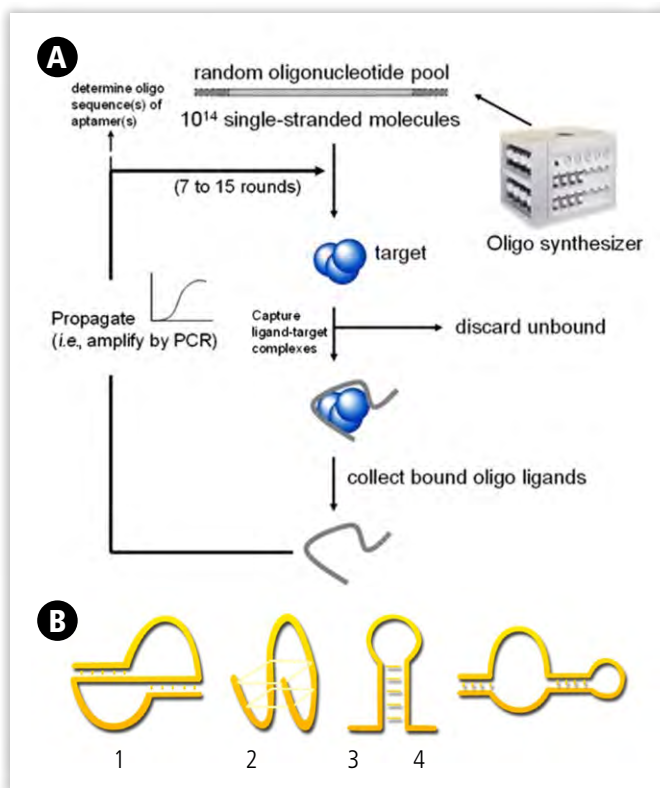 A
random oligonucleotide pool
determine oligo
sequence(s) of
aptamer(s)
10¹⁴ single-stranded molecules
(7 to 15 rounds)
Oligo synthesizer
target
Propagate
(i.e., amplify by PCR)
Capture
ligand-target
complexes
discard unbound
collect bound oligo ligands
B
1 2 3 4